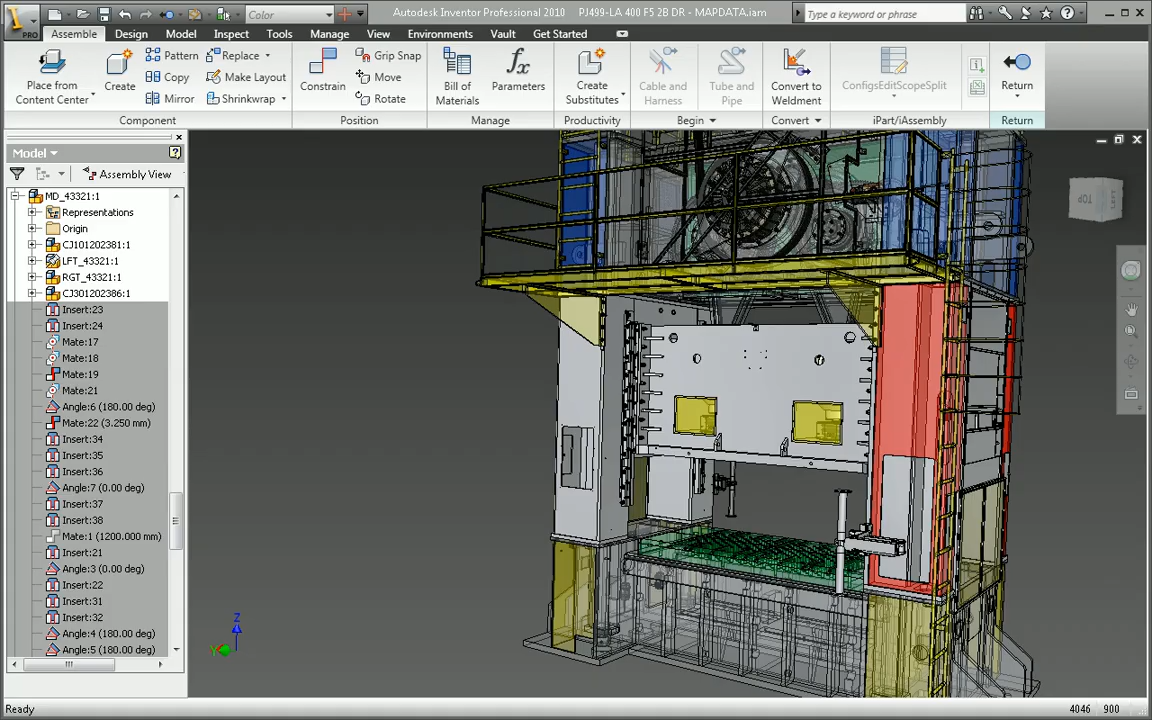 PRO
Color
Autodesk Inventor Professional 2010 PJ499-LA 400 F5 2B DR - MAPDATA.iam
Type a keyword or phrase
Assemble Design Model Inspect Tools Manage View Environments Vault Get Started
Place from
Content Center
Create
Pattern
Copy
Mirror
Replace
Make Layout
Shrinkwrap
Constrain
Grip Snap
Move
Rotate
Bill of
Materials
Parameters
Create
Substitutes
Cable and
Harness
Tube and
Pipe
Convert to
Weldment
ConfigsEditScopeSplit
Return
Component Position Manage Productivity Begin Convert iPart/iAssembly Return
Model
Assembly View
MD_43321:1
Representations
Origin
CJ101202381:1
LFT_43321:1
RGT_43321:1
CJ301202386:1
Insert:23
Insert:24
Mate:17
Mate:18
Mate:19
Mate:21
Angle:6 (180.00 deg)
Mate:22 (3.250 mm)
Insert:34
Insert:35
Insert:36
Angle:7 (0.00 deg)
Insert:37
Insert:38
Mate:1 (1200.000 mm)
Insert:21
Angle:3 (0.00 deg)
Insert:22
Insert:31
Insert:32
Angle:4 (180.00 deg)
Angle:5 (180.00 deg)
TOP
LEFT
Z
Y
Ready
4046 900